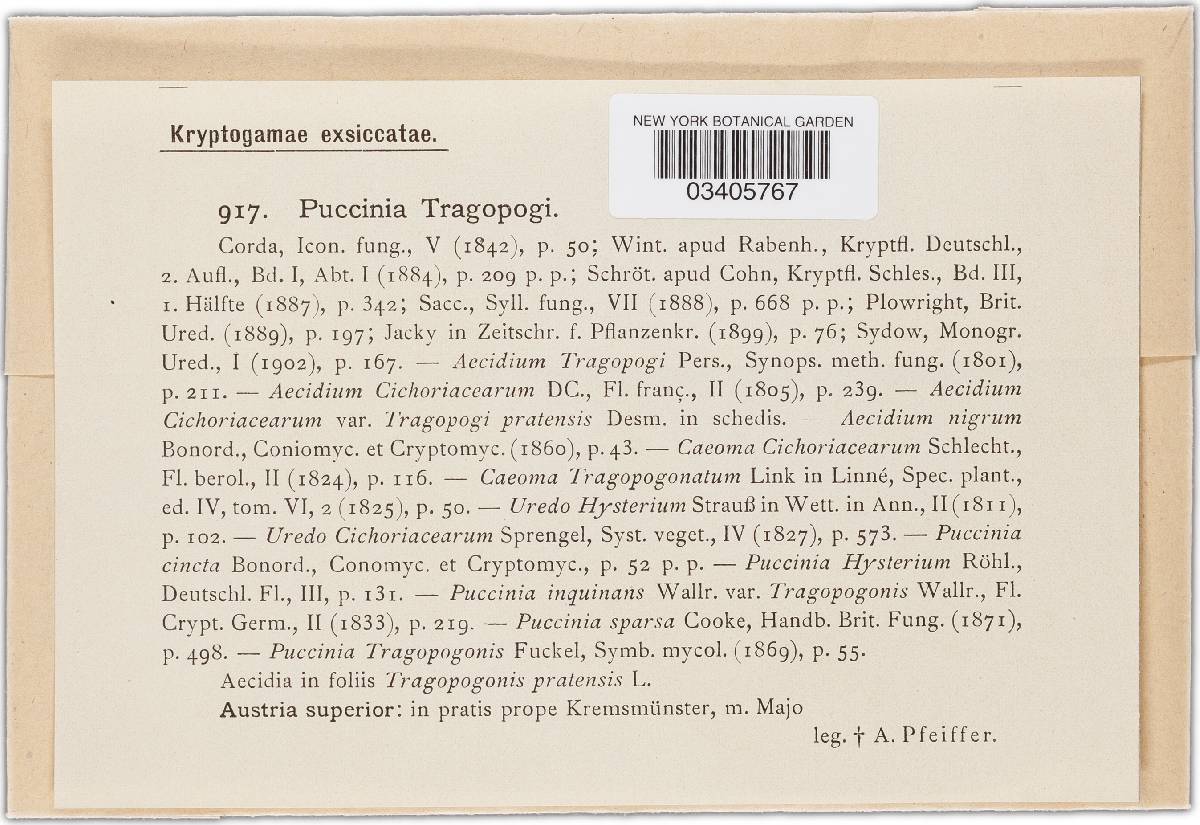 Kryptogamae exsiccatae.
NEW YORK BOTANICAL GARDEN
03405767
917. Puccinia Tragopogi.
Corda, Icon. fung., V (1842), p. 50; Wint. apud Rabenh., Kryptfl. Deutschl.,
2. Aufl., Bd. I, Abt. I (1884), p. 209 p. p.; Schröt. apud Cohn, Kryptfl. Schles., Bd. III,
1. Hälfte (1887), p. 342; Sacc., Syll. fung., VII (1888), p. 668 p. p.; Plowright, Brit.
Ured. (1889), p. 197; Jacky in Zeitschr. f. Pflanzenkr. (1899), p. 76; Sydow, Monogr.
Ured., I (1902), p. 167. — Aecidium Tragopogi Pers., Synops. meth. fung. (1801),
p. 211. — Aecidium Cichoriacearum DC., Fl. franç., II (1805), p. 239. — Aecidium
Cichoriacearum var. Tragopogi pratensis Desm. in schedis. — Aecidium nigrum
Bonord., Coniomyc. et Cryptomyc. (1860), p. 43. — Caeoma Cichoriacearum Schlecht.,
Fl. berol., II (1824), p. 116. — Caeoma Tragopogonatum Link in Linné, Spec. plant.,
ed. IV, tom. VI, 2 (1825), p. 50. — Uredo Hysterium Strauß in Wett. in Ann., II (1811),
p. 102. — Uredo Cichoriacearum Sprengel, Syst. veget., IV (1827), p. 573. — Puccinia
cincta Bonord., Conomyc. et Cryptomyc., p. 52 p. p. — Puccinia Hysterium Röhl.,
Deutschl. Fl., III, p. 131. — Puccinia inquinans Wallr. var. Tragopogonis Wallr., Fl.
Crypt. Germ., II (1833), p. 219. — Puccinia sparsa Cooke, Handb. Brit. Fung. (1871),
p. 498. — Puccinia Tragopogonis Fuckel, Symb. mycol. (1869), p. 55.
Aecidia in foliis Tragopogonis pratensis L.
Austria superior: in pratis prope Kremsmünster, m. Majo
leg. † A. Pfeiffer.